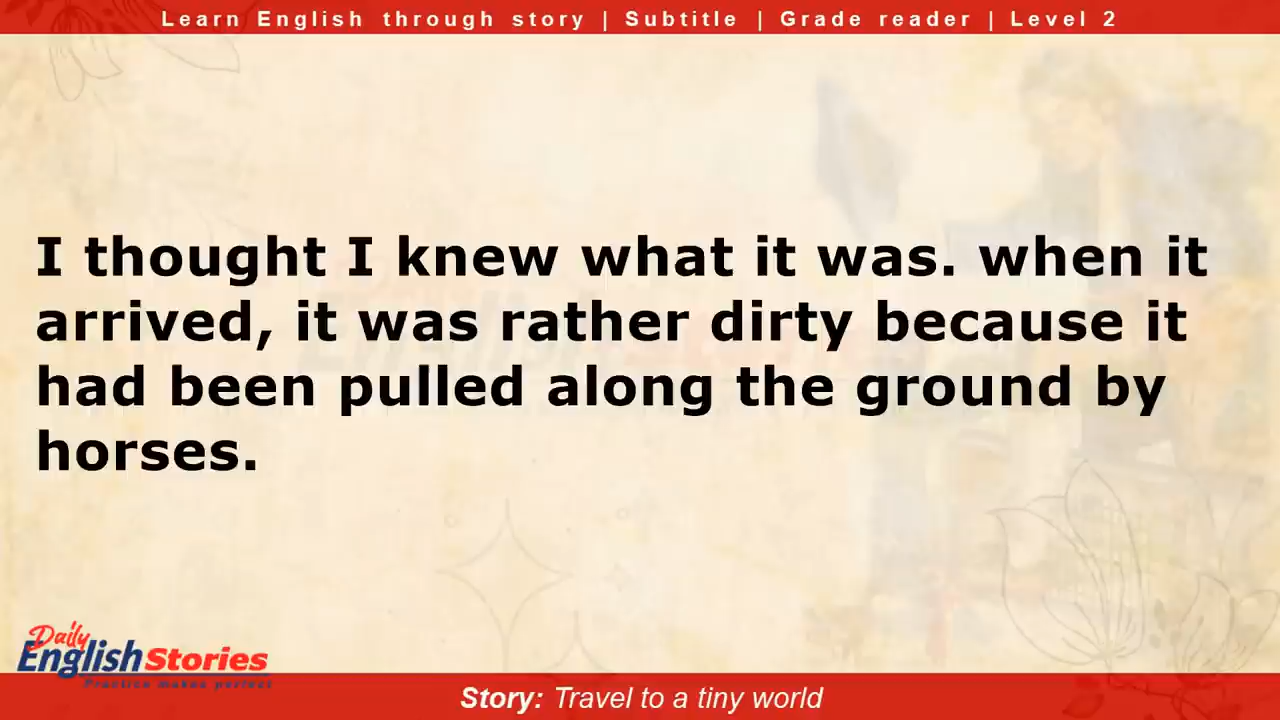 Learn English through story | Subtitle | Grade reader | Level 2
I thought I knew what it was. when it
arrived, it was rather dirty because it
had been pulled along the ground by
horses.
Daily
English Stories
Practice makes perfect
Story: Travel to a tiny world